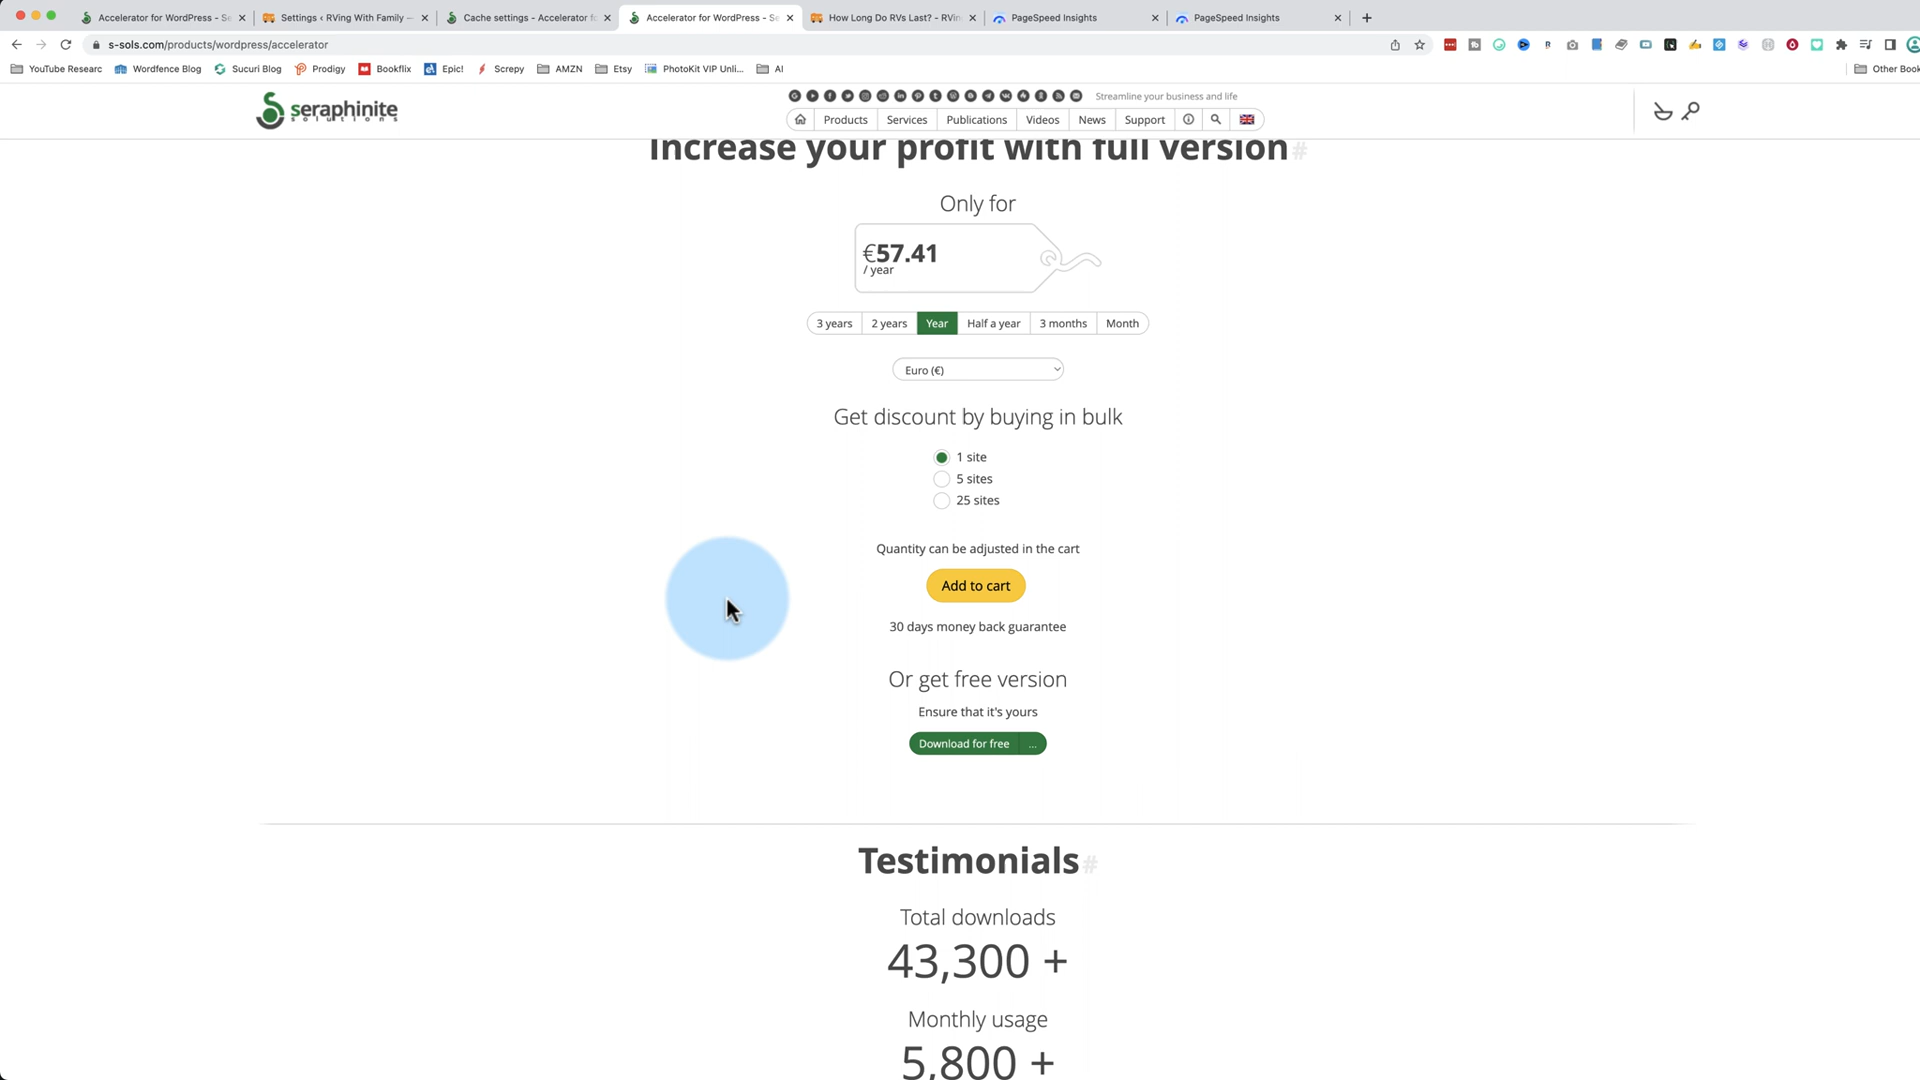 Accelerator for WordPress - Se
Settings ‹ RVing With Family —
Cache settings - Accelerator fo
Accelerator for WordPress - Se
How Long Do RVs Last? - RVin
PageSpeed Insights
PageSpeed Insights
s-sols.com/products/wordpress/accelerator
YouTube Researc
Wordfence Blog
Sucuri Blog
Prodigy
Bookflix
Epic!
Screpy
AMZN
Etsy
PhotoKit VIP Unli...
AI
Other Book
seraphinite
solutions
Streamline your business and life
Products
Services
Publications
Videos
News
Support
Increase your profit with full version#
Only for
€57.41
/ year
3 years
2 years
Year
Half a year
3 months
Month
Euro (€)
Get discount by buying in bulk
1 site
5 sites
25 sites
Quantity can be adjusted in the cart
Add to cart
30 days money back guarantee
Or get free version
Ensure that it's yours
Download for free ...
Testimonials#
Total downloads
43,300 +
Monthly usage
5,800 +